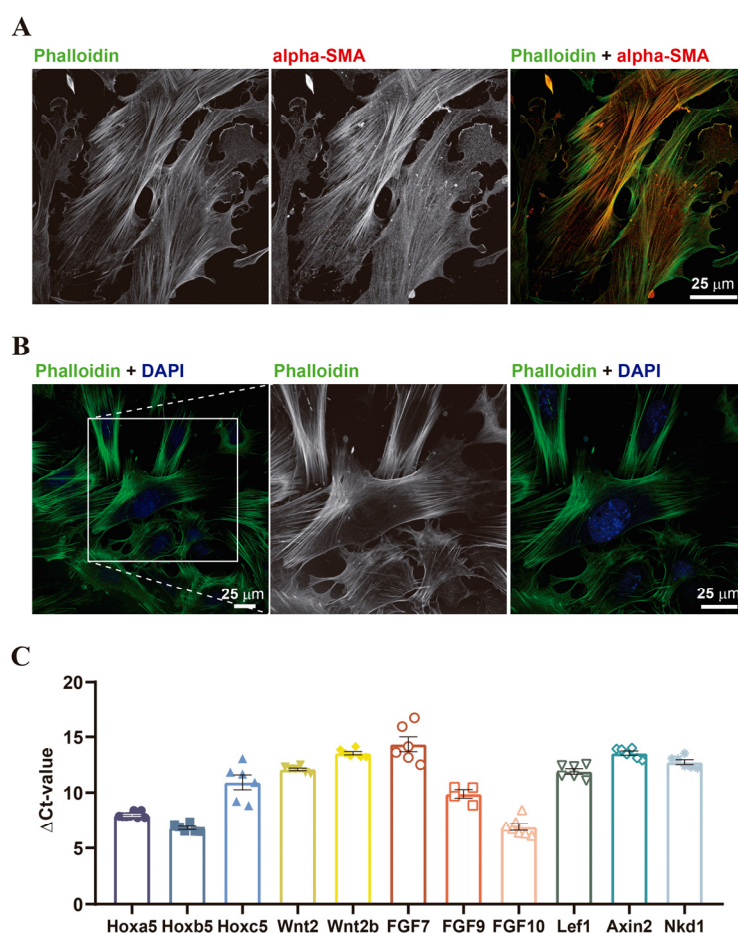 A
Phalloidin alpha-SMA Phalloidin + alpha-SMA
25 μm
B
Phalloidin + DAPI Phalloidin Phalloidin + DAPI
25 μm 25 μm
C
20
15
10
5
0
ΔCt-value
Hoxa5 Hoxb5 Hoxc5 Wnt2 Wnt2b FGF7 FGF9 FGF10 Lef1 Axin2 Nkd1